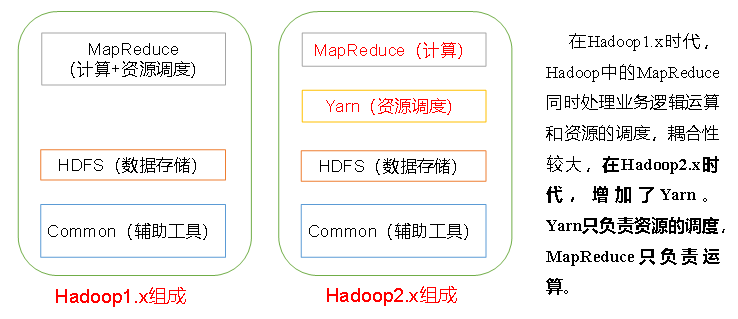 MapReduce
（计算+资源调度）
HDFS（数据存储）
Common（辅助工具）
Hadoop1.x组成
MapReduce（计算）
Yarn（资源调度）
HDFS（数据存储）
Common（辅助工具）
Hadoop2.x组成
在Hadoop1.x时代，
Hadoop中的MapReduce
同时处理业务逻辑运算
和资源的调度，耦合性
较大，在Hadoop2.x时
代，增加了Yarn。
Yarn只负责资源的调度，
MapReduce只负责运
算。